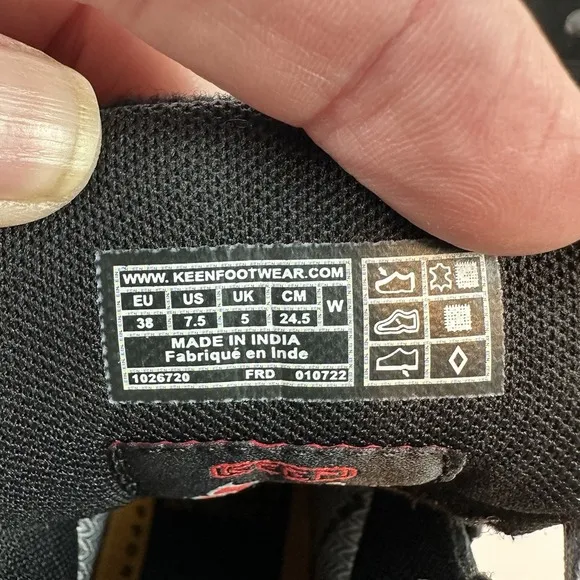 WWW. KEENFOOTWEAR.COM
EU US UK CM W
38 7.5 5 24.5
MADE IN INDIA
Fabriqué en Inde
1026720 FRD 010722
KEEN